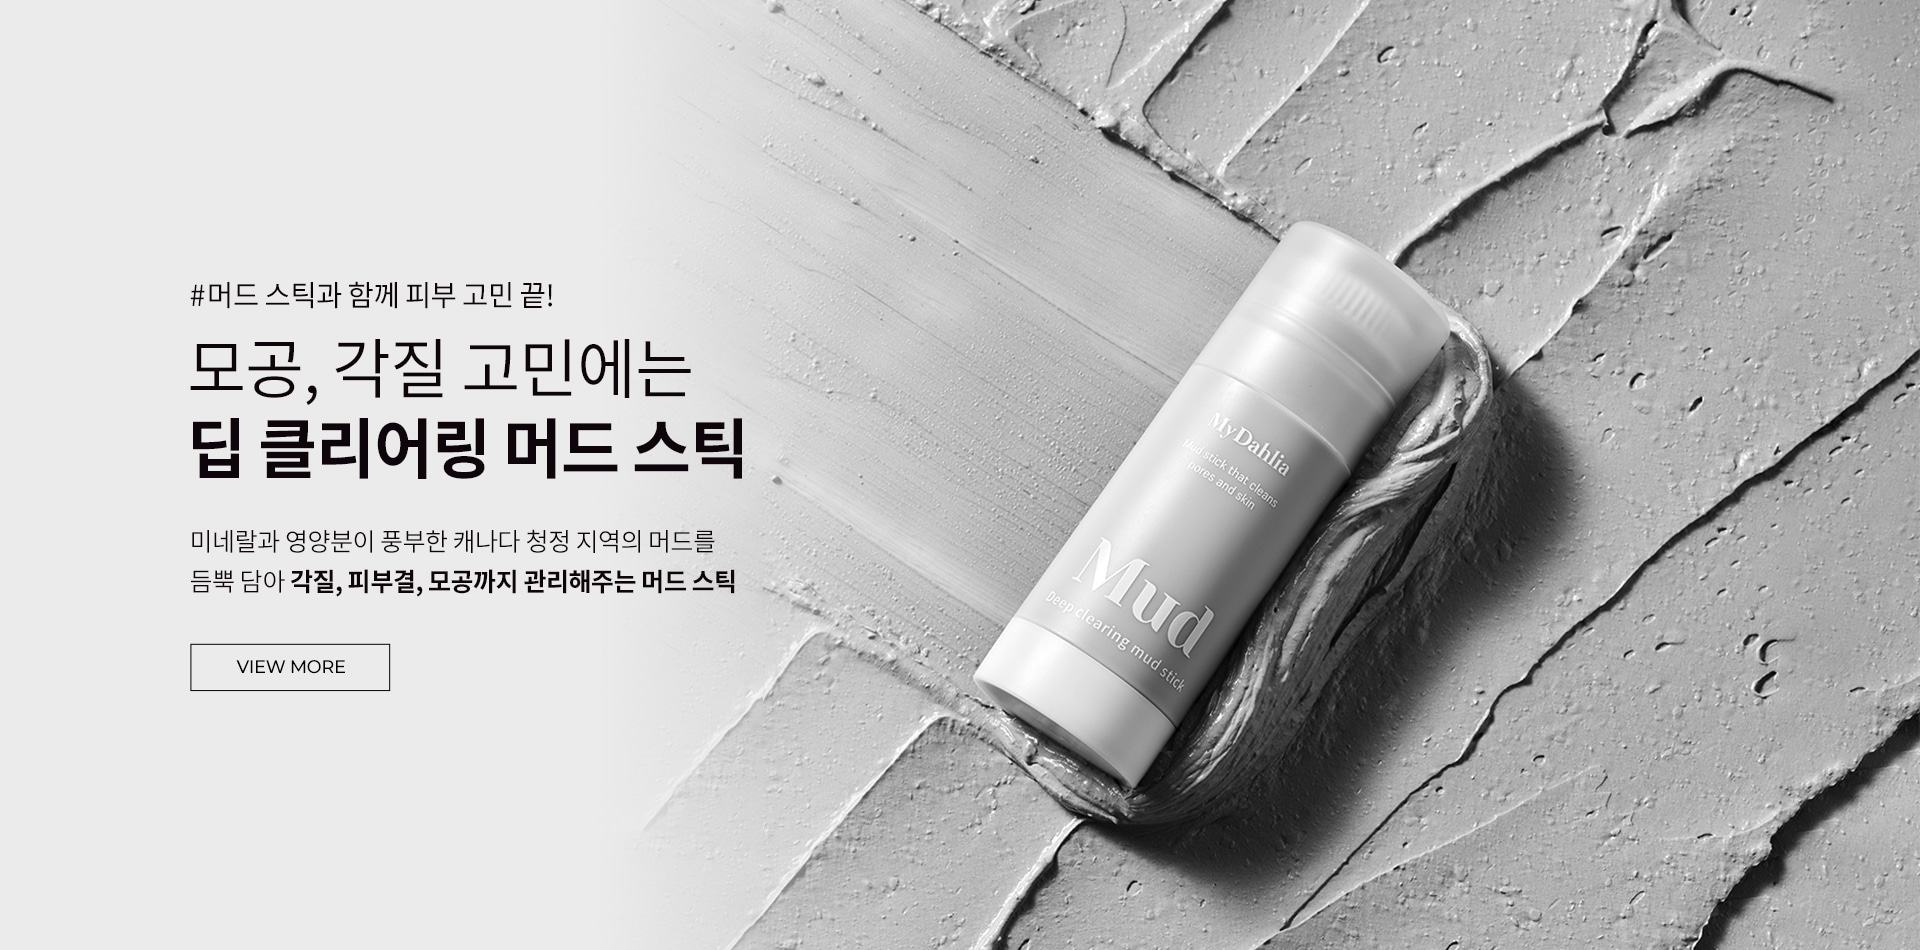 #머드 스틱과 함께 피부 고민 끝!
모공, 각질 고민에는
딥 클리어링 머드 스틱
미네랄과 영양분이 풍부한 캐나다 청정 지역의 머드를
듬뿍 담아 각질, 피부결, 모공까지 관리해주는 머드 스틱
VIEW MORE
MyDahlia
Mud stick that cleans
pores and skin
Mud
Deep clearing mud stick